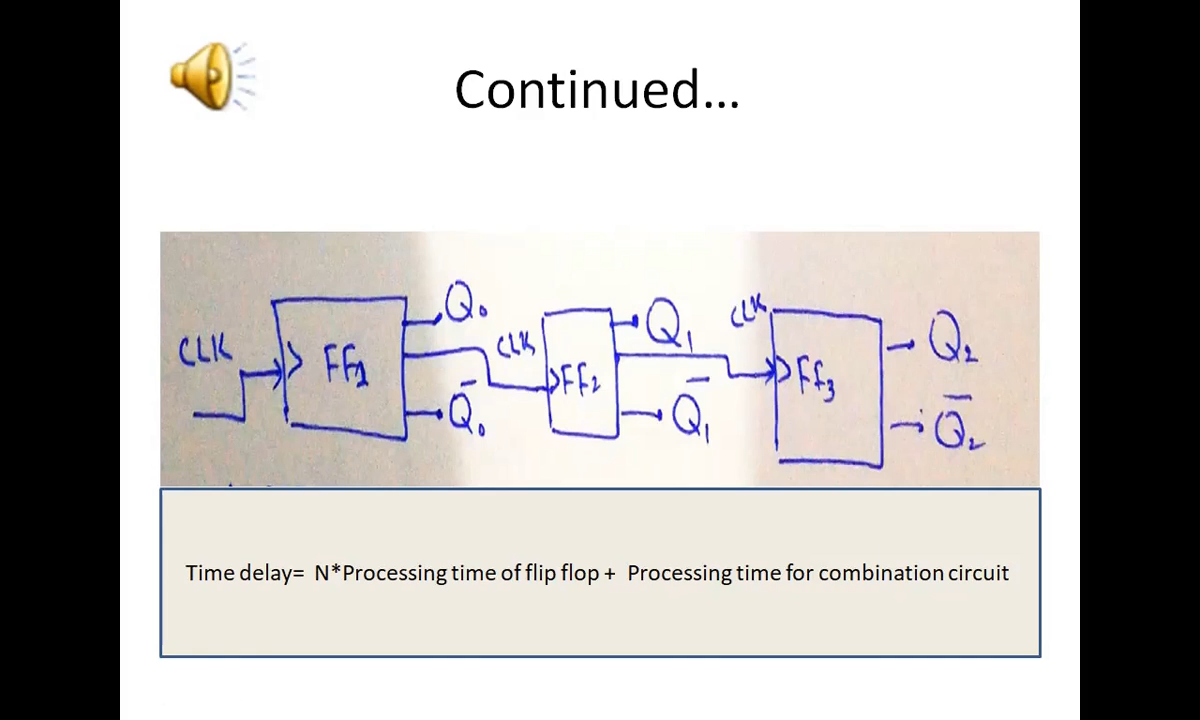 Continued...
CLK
FF1
Q0
Q̅0
CLK
FF2
Q1
Q̅1
CLK
FF3
Q2
Q̅2
Time delay= N*Processing time of flip flop + Processing time for combination circuit